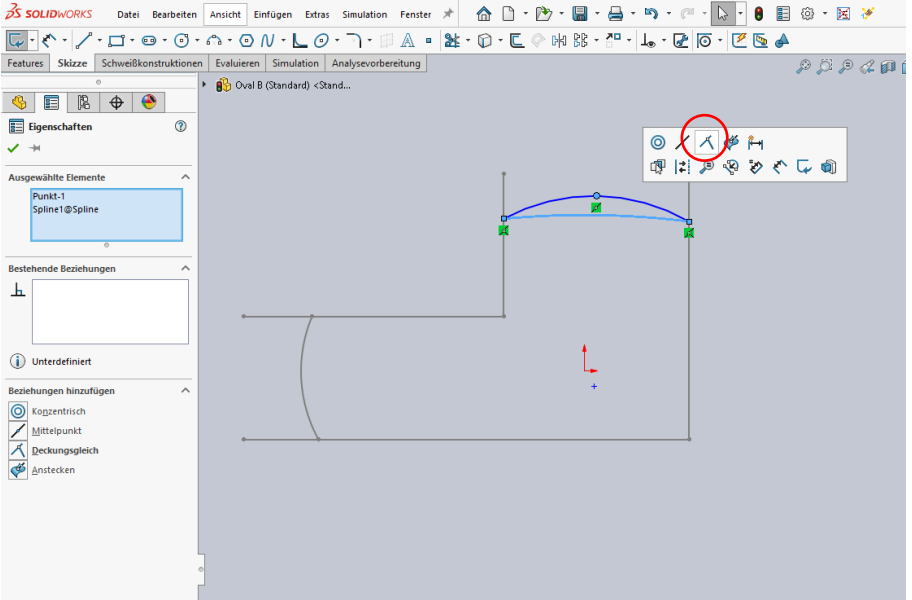 SOLIDWORKS Datei Bearbeiten Ansicht Einfügen Extras Simulation Fenster
Features Skizze Schweißkonstruktionen Evaluieren Simulation Analysevorbereitung
Oval B (Standard) <Stand...
Eigenschaften
Ausgewählte Elemente
Punkt-1
Spline1@Spline
Bestehende Beziehungen
Unterdefiniert
Beziehungen hinzufügen
Konzentrisch
Mittelpunkt
Deckungsgleich
Anstecken